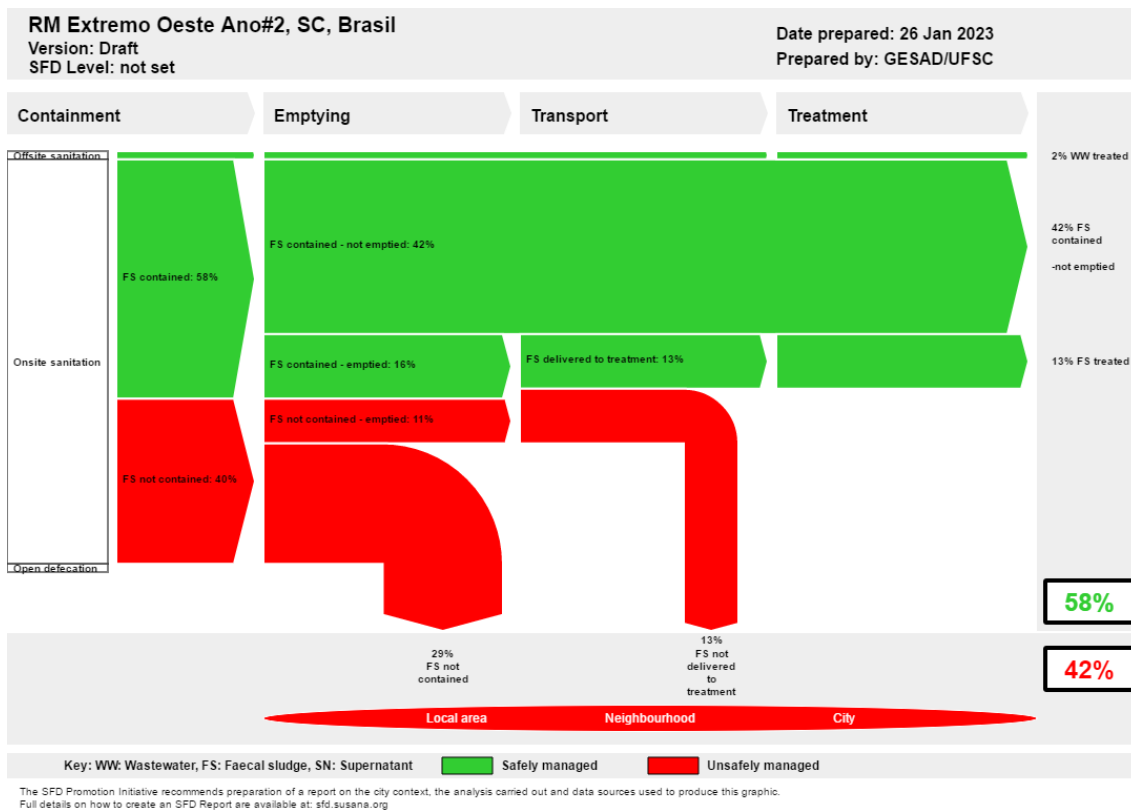 RM Extremo Oeste Ano#2, SC, Brasil
Version: Draft
SFD Level: not set
Date prepared: 26 Jan 2023
Prepared by: GESAD/UFSC
Containment
Emptying
Transport
Treatment
Offsite sanitation
2% WW treated
FS contained: 58%
FS contained - not emptied: 42%
42% FS
contained
-not emptied
Onsite sanitation
FS contained - emptied: 16%
FS delivered to treatment: 13%
13% FS treated
FS not contained - emptied: 11%
FS not contained: 40%
Open defecation
58%
29%
FS not
contained
13%
FS not
delivered
to
treatment
42%
Local area
Neighbourhood
City
Key: WW: Wastewater, FS: Faecal sludge, SN: Supernatant
Safely managed
Unsafely managed
The SFD Promotion Initiative recommends preparation of a report on the city context, the analysis carried out and data sources used to produce this graphic.
Full details on how to create an SFD Report are available at: sfd.susana.org